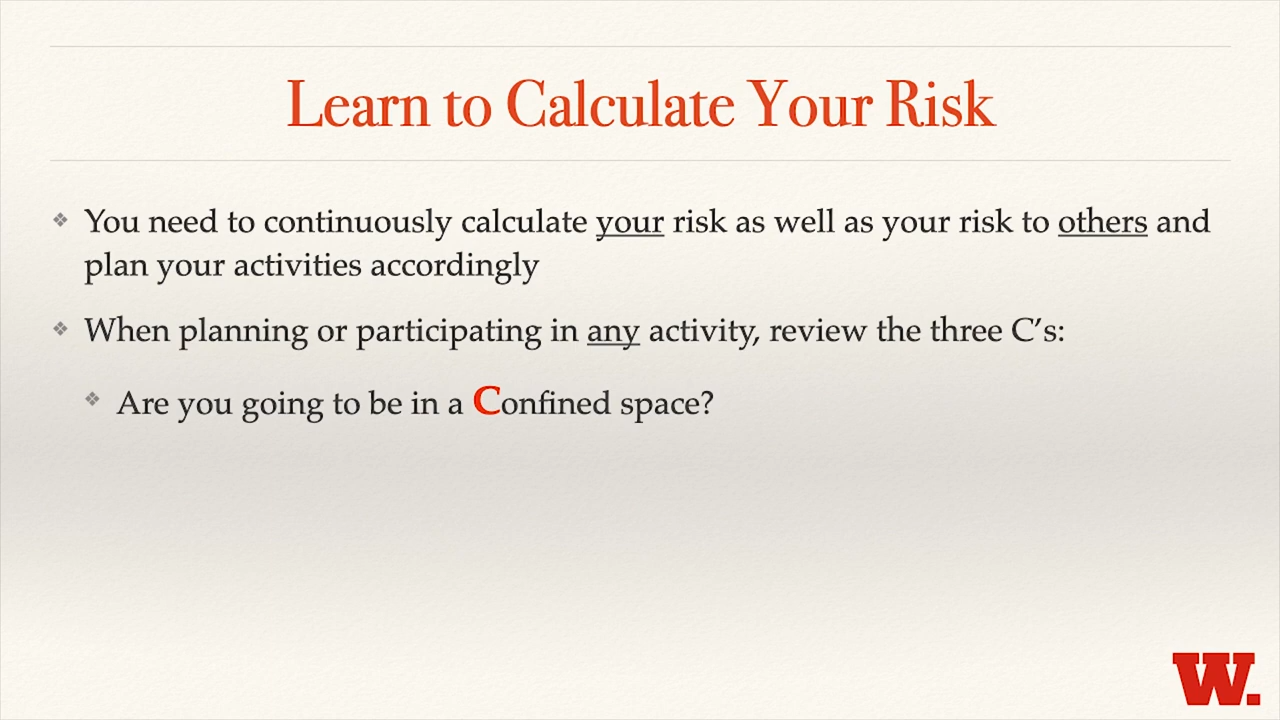 Learn to Calculate Your Risk
❖ You need to continuously calculate your risk as well as your risk to others and
plan your activities accordingly
❖ When planning or participating in any activity, review the three C’s:
❖ Are you going to be in a Confined space?
W.